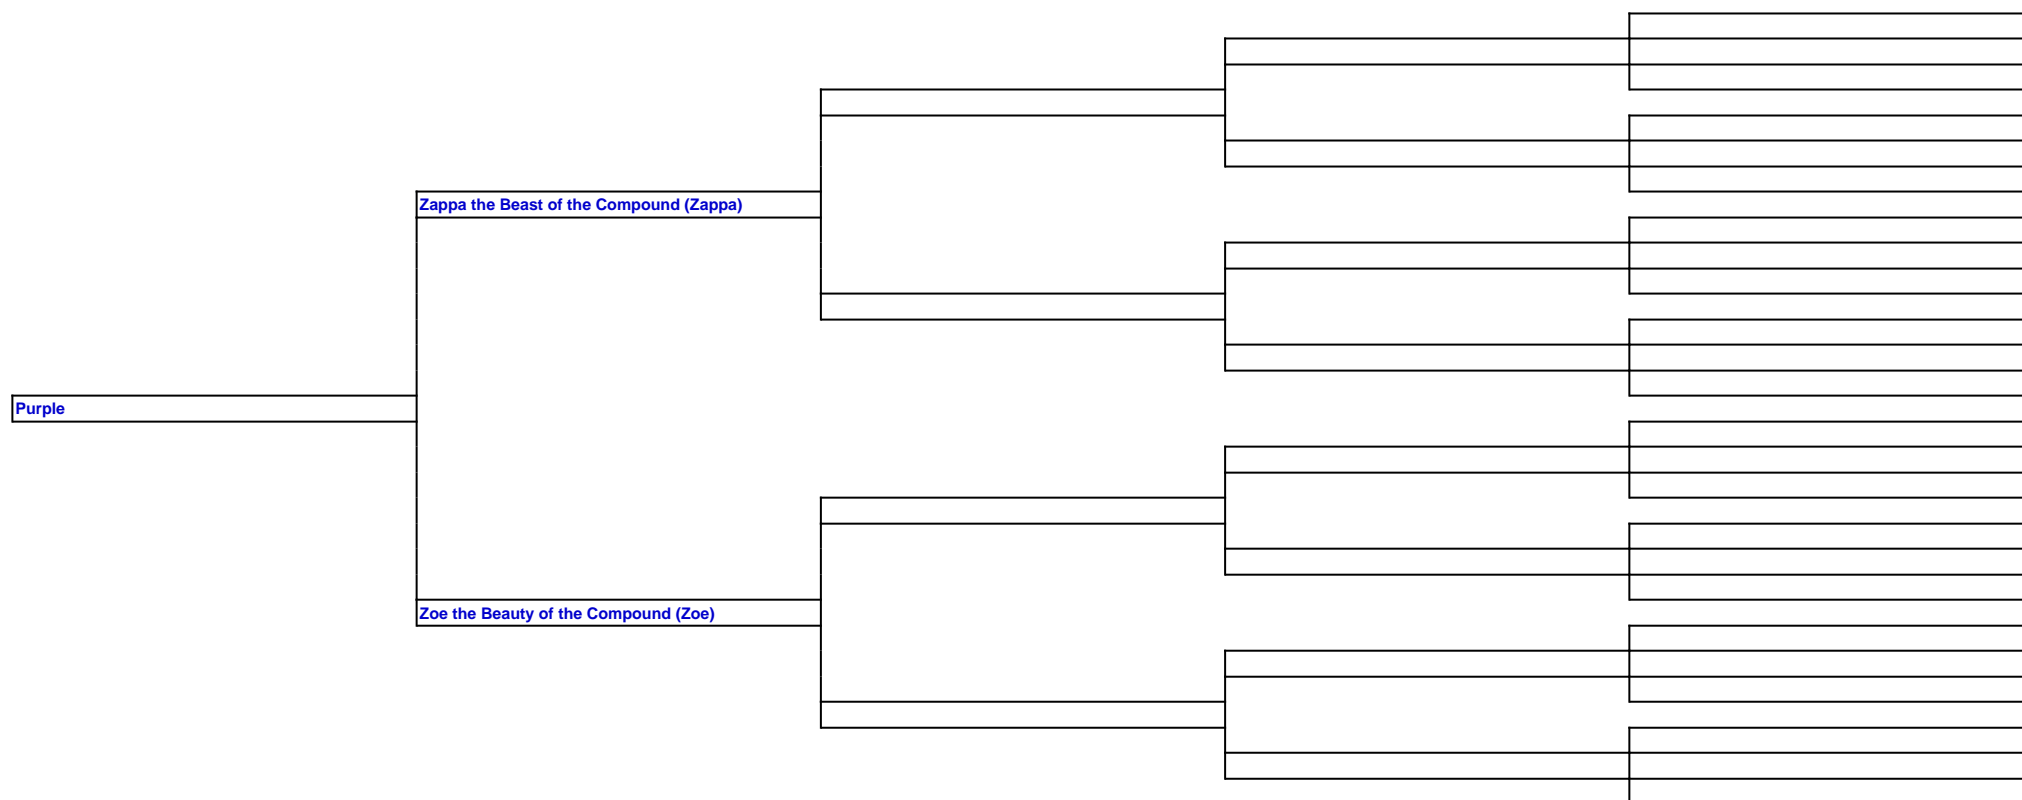 Zappa the Beast of the Compound (Zappa)
Purple
Zoe the Beauty of the Compound (Zoe)